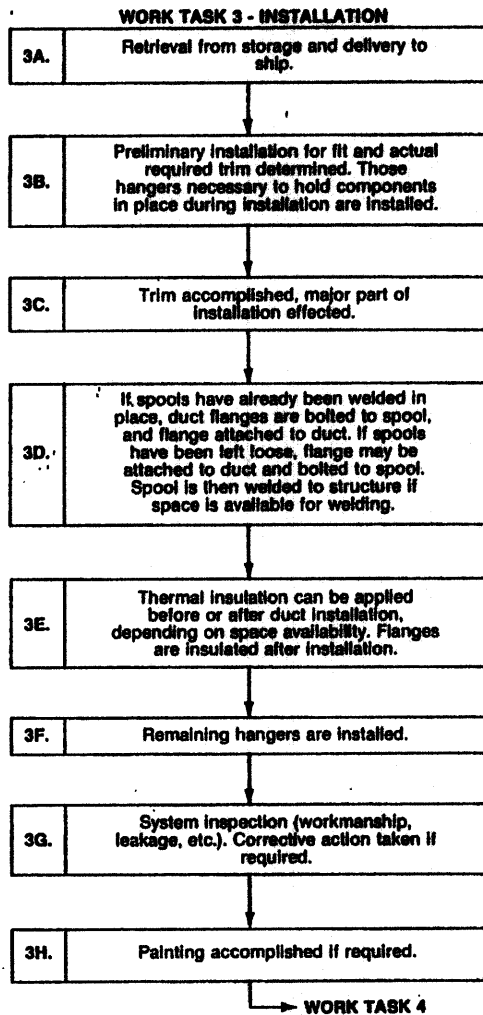 WORK TASK 3 - INSTALLATION
3A.
Retrieval from storage and delivery to
ship.
3B.
Preliminary installation for fit and actual
required trim determined. Those
hangers necessary to hold components
in place during installation are installed.
3C.
Trim accomplished, major part of
installation effected.
3D.
If spools have already been welded in
place, duct flanges are bolted to spool,
and flange attached to duct. If spools
have been left loose, flange may be
attached to duct and bolted to spool.
Spool is then welded to structure if
space is available for welding.
3E.
Thermal insulation can be applied
before or after duct installation,
depending on space availability. Flanges
are insulated after installation.
3F.
Remaining hangers are installed.
3G.
System inspection (workmanship,
leakage, etc.). Corrective action taken if
required.
3H.
Painting accomplished if required.
WORK TASK 4